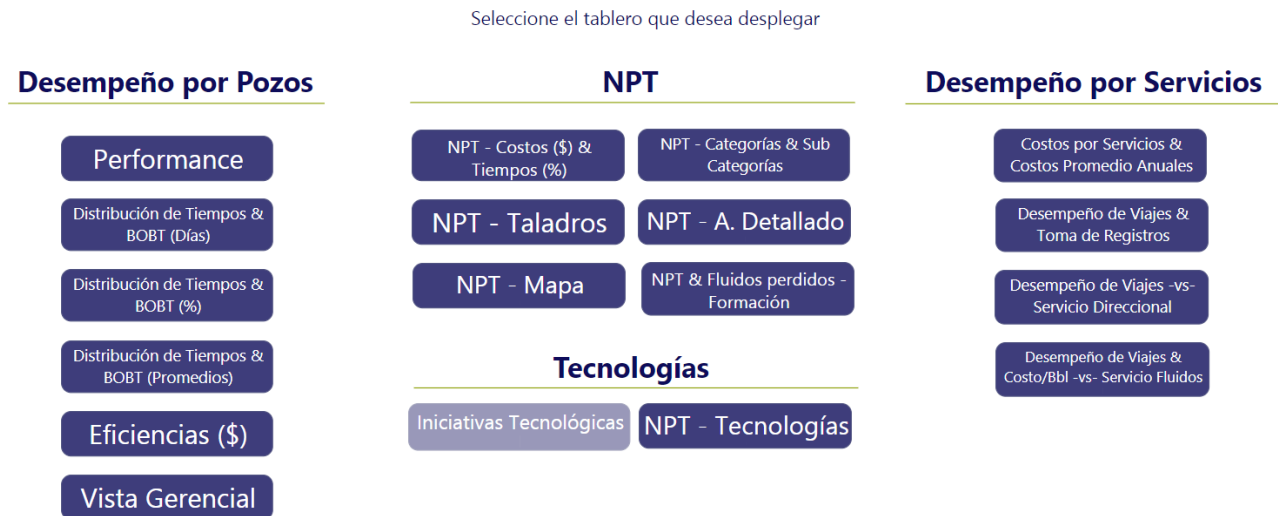 Seleccione el tablero que desea desplegar
Desempeño por Pozos
Performance
Distribución de Tiempos &
BOBT (Días)
Distribución de Tiempos &
BOBT (%)
Distribución de Tiempos &
BOBT (Promedios)
Eficiencias ($)
Vista Gerencial
NPT
NPT - Costos ($) &
Tiempos (%)
NPT - Categorías & Sub
Categorías
NPT - Taladros
NPT - A. Detallado
NPT - Mapa
NPT & Fluidos perdidos -
Formación
Tecnologías
Iniciativas Tecnológicas
NPT - Tecnologías
Desempeño por Servicios
Costos por Servicios &
Costos Promedio Anuales
Desempeño de Viajes &
Toma de Registros
Desempeño de Viajes -vs-
Servicio Direccional
Desempeño de Viajes &
Costo/Bbl -vs- Servicio Fluidos